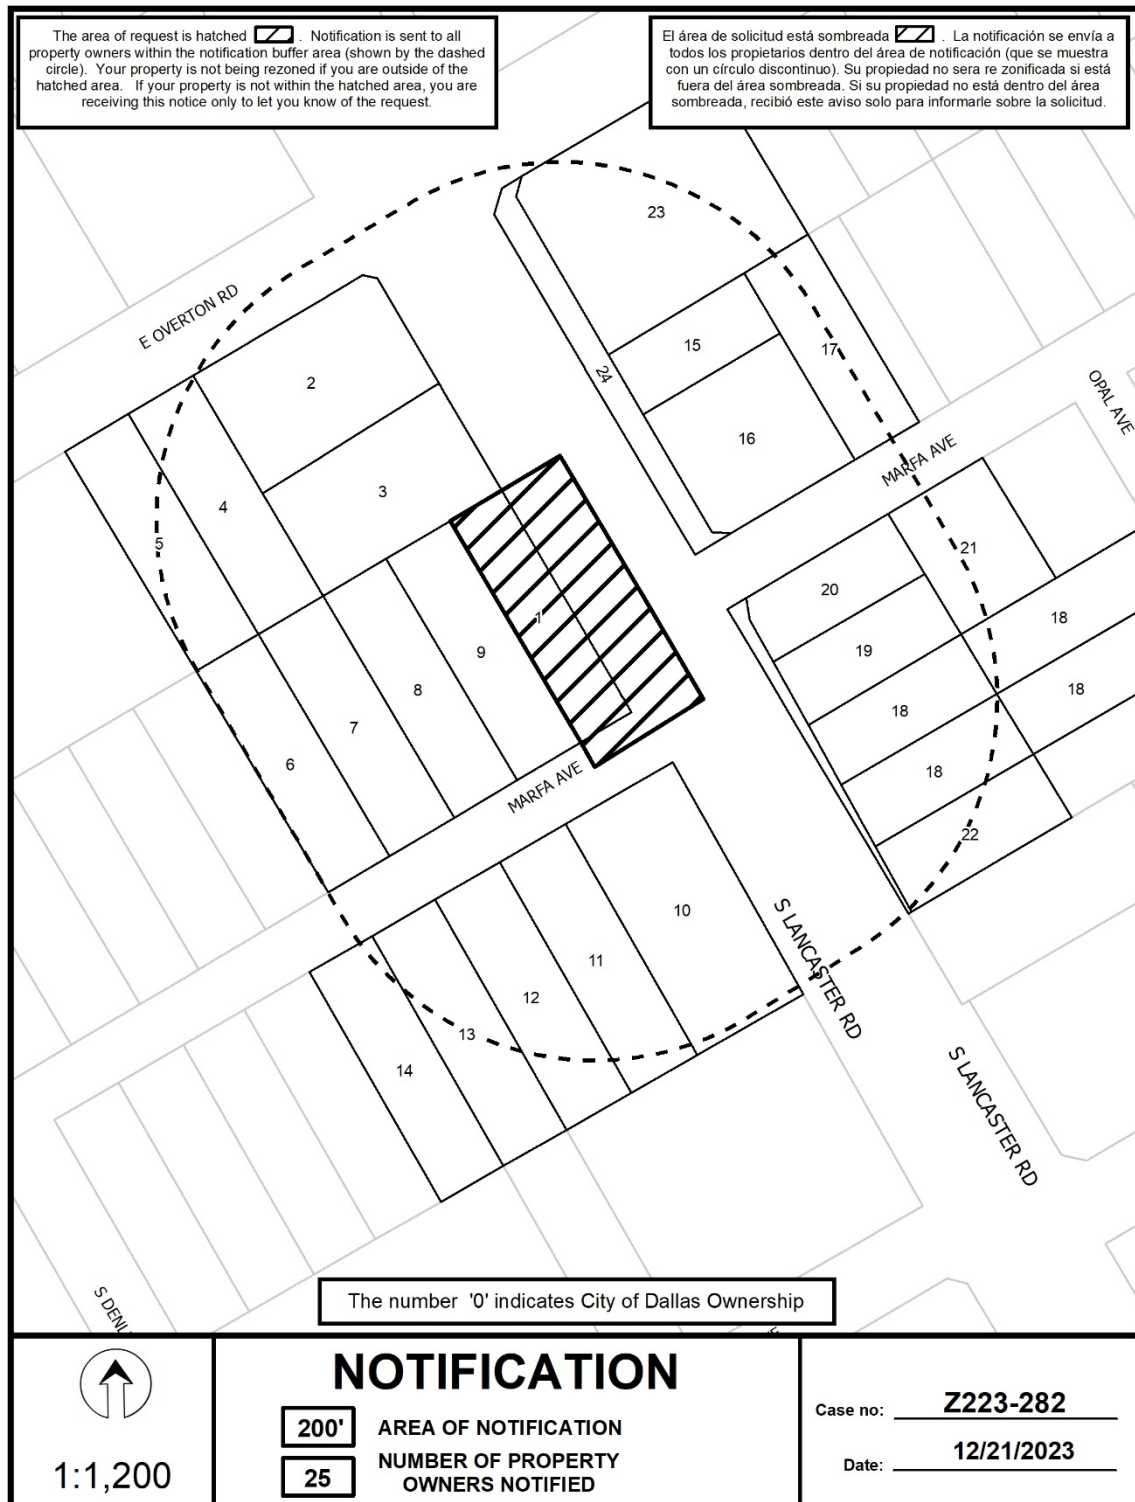 The area of request is hatched . Notification is sent to all
property owners within the notification buffer area (shown by the dashed
circle). Your property is not being rezoned if you are outside of the
hatched area. If your property is not within the hatched area, you are
receiving this notice only to let you know of the request.
El área de solicitud está sombreada . La notificación se envía a
todos los propietarios dentro del área de notificación (que se muestra
con un círculo discontinuo). Su propiedad no sera re zonificada si está
fuera del área sombreada. Si su propiedad no está dentro del área
sombreada, recibió este aviso solo para informarle sobre la solicitud.
23
E OVERTON RD
15
17
24
2
OPAL AVE
16
MARFA AVE
3
4
5
21
20
1
18
19
9
8
18
18
7
6
18
MARFA AVE
22
10
S LANCASTER RD
11
12
13
14
S LANCASTER RD
The number '0' indicates City of Dallas Ownership
1:1,200
NOTIFICATION
200' AREA OF NOTIFICATION
25 NUMBER OF PROPERTY
OWNERS NOTIFIED
Case no: Z223-282
Date: 12/21/2023